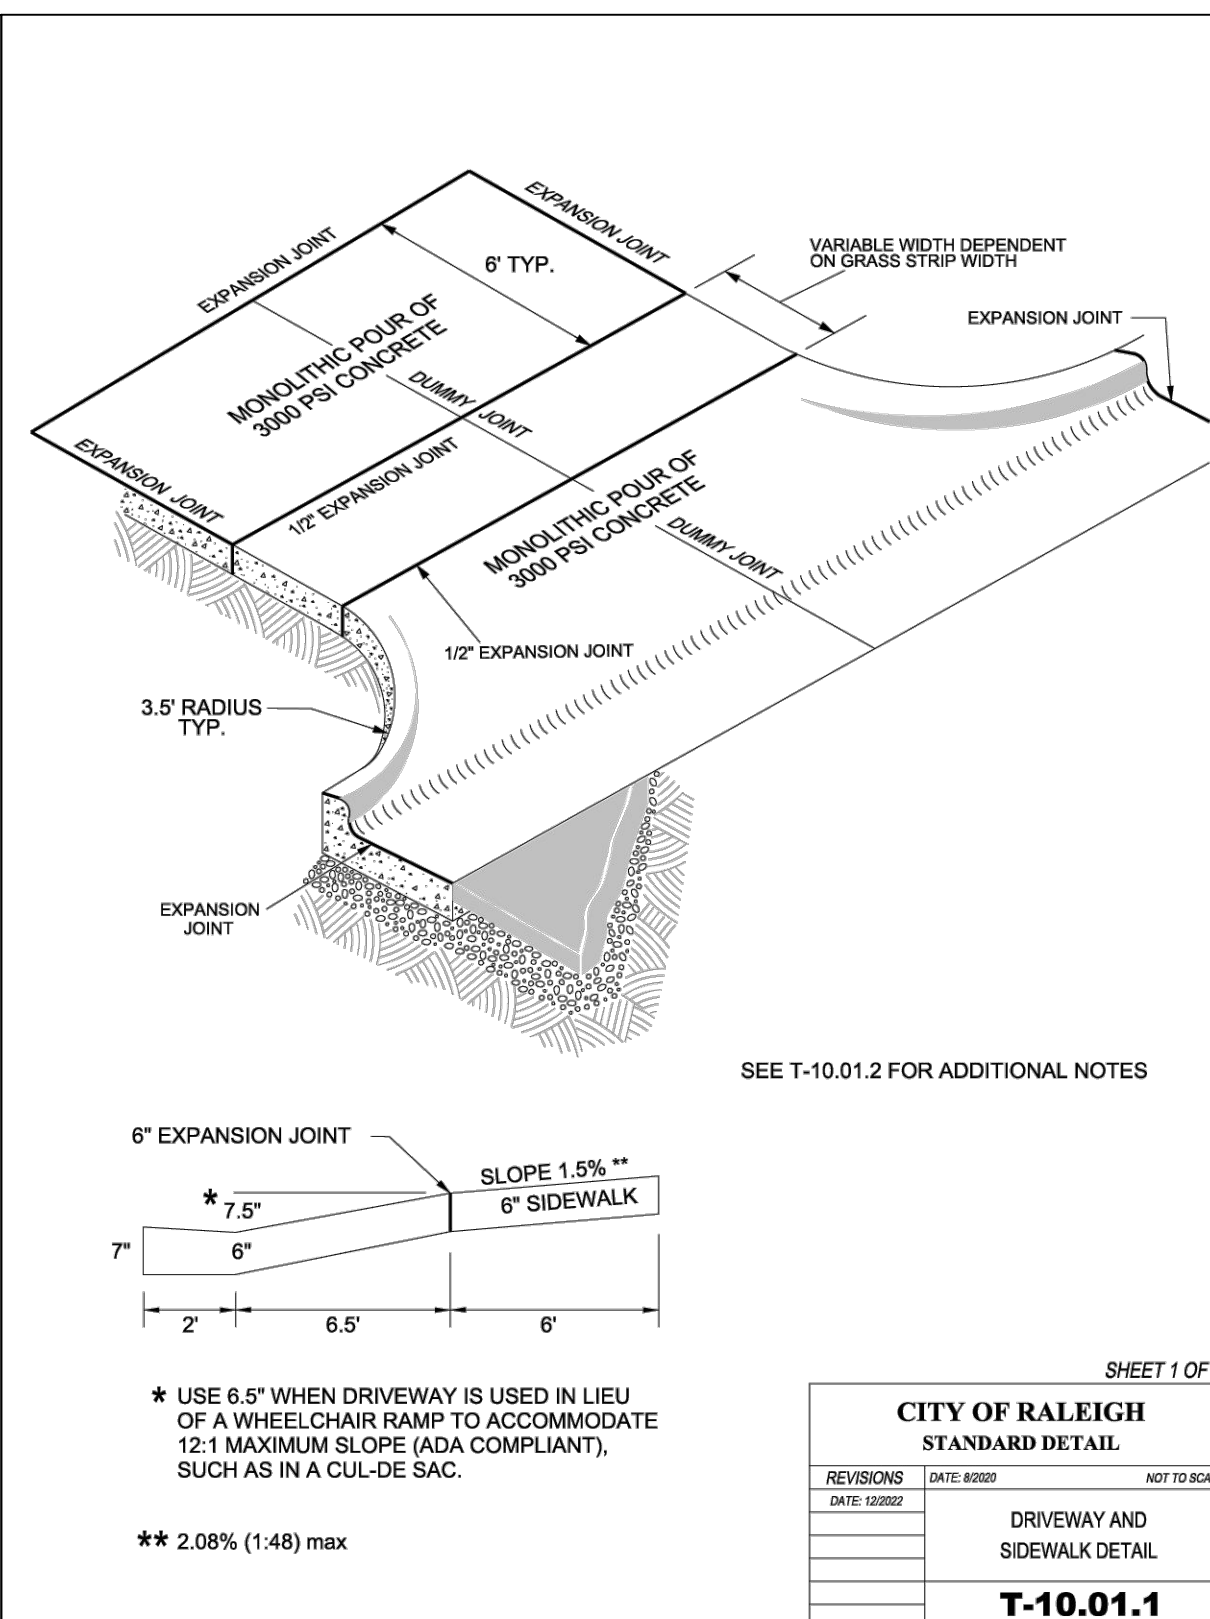 EXPANSION JOINT
EXPANSION JOINT
6' TYP.
VARIABLE WIDTH DEPENDENT
ON GRASS STRIP WIDTH
EXPANSION JOINT
MONOLITHIC POUR OF
3000 PSI CONCRETE
DUMMY JOINT
EXPANSION JOINT
1/2" EXPANSION JOINT
MONOLITHIC POUR OF
3000 PSI CONCRETE
DUMMY JOINT
1/2" EXPANSION JOINT
3.5' RADIUS
TYP.
EXPANSION
JOINT
SEE T-10.01.2 FOR ADDITIONAL NOTES
6" EXPANSION JOINT
SLOPE 1.5% **
* 7.5"
6" SIDEWALK
7"
6"
2'
6.5'
6'
* USE 6.5" WHEN DRIVEWAY IS USED IN LIEU
OF A WHEELCHAIR RAMP TO ACCOMMODATE
12:1 MAXIMUM SLOPE (ADA COMPLIANT),
SUCH AS IN A CUL-DE SAC.
** 2.08% (1:48) max
SHEET 1 OF
CITY OF RALEIGH
STANDARD DETAIL
REVISIONS
DATE: 8/2020
NOT TO SCA
DATE: 12/2022
DRIVEWAY AND
SIDEWALK DETAIL
T-10.01.1